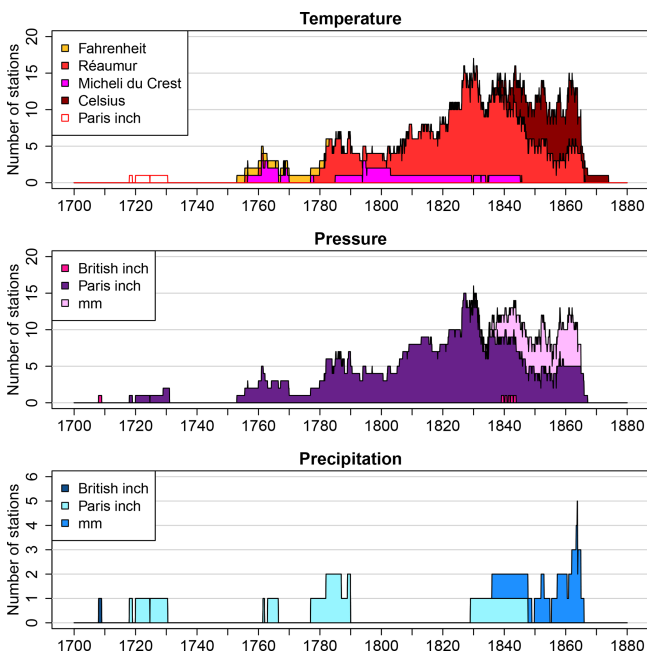 Temperature
Number of stations
20
15
10
5
0
Fahrenheit
Réaumur
Micheli du Crest
Celsius
Paris inch
1700 1720 1740 1760 1780 1800 1820 1840 1860 1880
Pressure
Number of stations
20
15
10
5
0
British inch
Paris inch
mm
1700 1720 1740 1760 1780 1800 1820 1840 1860 1880
Precipitation
Number of stations
6
5
4
3
2
1
0
British inch
Paris inch
mm
1700 1720 1740 1760 1780 1800 1820 1840 1860 1880